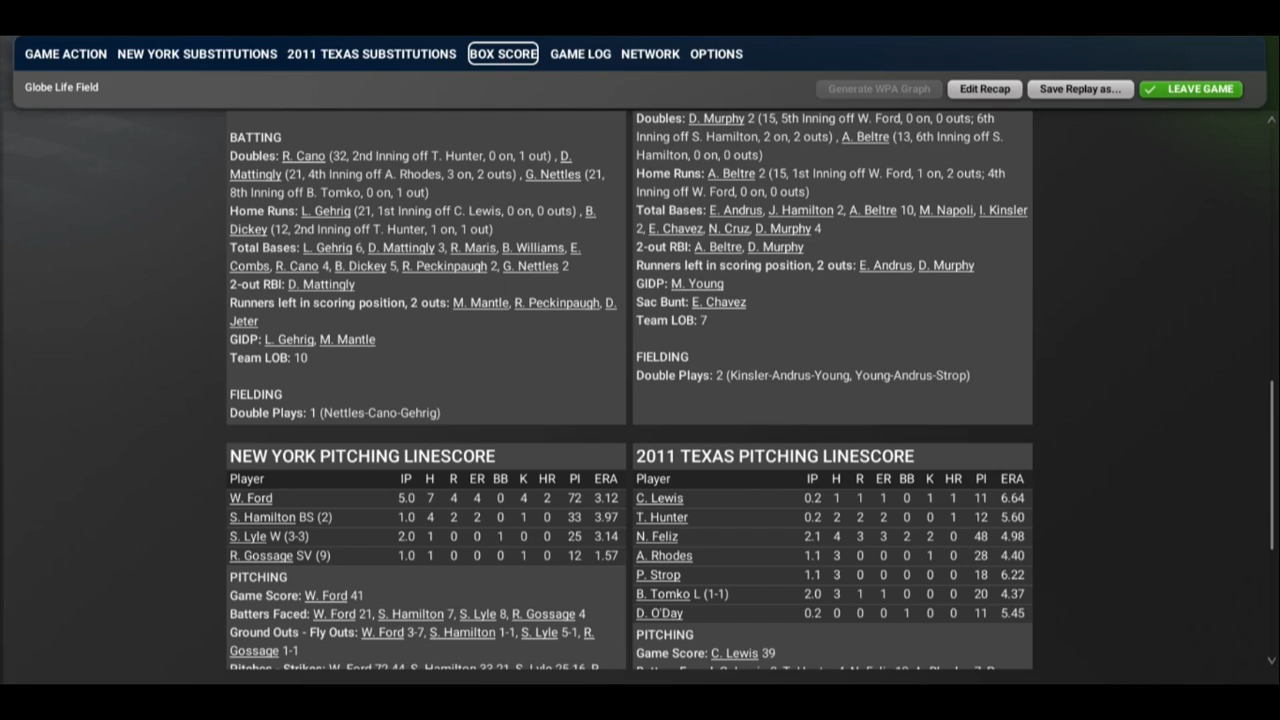 GAME ACTION NEW YORK SUBSTITUTIONS 2011 TEXAS SUBSTITUTIONS BOX SCORE GAME LOG NETWORK OPTIONS
Globe Life Field Generate WPA Graph Edit Recap Save Replay as... LEAVE GAME
BATTING
Doubles: R. Cano (32, 2nd Inning off T. Hunter, 0 on, 1 out) , D.
Mattingly (21, 4th Inning off A. Rhodes, 3 on, 2 outs) , G. Nettles (21,
8th Inning off B. Tomko, 0 on, 1 out)
Home Runs: L. Gehrig (21, 1st Inning off C. Lewis, 0 on, 0 outs) , B.
Dickey (12, 2nd Inning off T. Hunter, 1 on, 1 out)
Total Bases: L. Gehrig 6, D. Mattingly 3, R. Maris, B. Williams, E.
Combs, R. Cano 4, B. Dickey 5, R. Peckinpaugh 2, G. Nettles 2
2-out RBI: D. Mattingly
Runners left in scoring position, 2 outs: M. Mantle, R. Peckinpaugh, D.
Jeter
GIDP: L. Gehrig, M. Mantle
Team LOB: 10
FIELDING
Double Plays: 1 (Nettles-Cano-Gehrig)
Doubles: D. Murphy 2 (15, 5th Inning off W. Ford, 0 on, 0 outs; 6th
Inning off S. Hamilton, 2 on, 2 outs) , A. Beltre (13, 6th Inning off S.
Hamilton, 0 on, 0 outs)
Home Runs: A. Beltre 2 (15, 1st Inning off W. Ford, 1 on, 2 outs; 4th
Inning off W. Ford, 0 on, 0 outs)
Total Bases: E. Andrus, J. Hamilton 2, A. Beltre 10, M. Napoli, I. Kinsler
2, E. Chavez, N. Cruz, D. Murphy 4
2-out RBI: A. Beltre, D. Murphy
Runners left in scoring position, 2 outs: E. Andrus, D. Murphy
GIDP: M. Young
Sac Bunt: E. Chavez
Team LOB: 7
FIELDING
Double Plays: 2 (Kinsler-Andrus-Young, Young-Andrus-Strop)
NEW YORK PITCHING LINESCORE
Player IP H R ER BB K HR PI ERA
W. Ford 5.0 7 4 4 0 4 2 72 3.12
S. Hamilton BS (2) 1.0 4 2 2 0 1 0 33 3.97
S. Lyle W (3-3) 2.0 1 0 0 1 0 0 25 3.14
R. Gossage SV (9) 1.0 1 0 0 0 1 0 12 1.57
PITCHING
Game Score: W. Ford 41
Batters Faced: W. Ford 21, S. Hamilton 7, S. Lyle 8, R. Gossage 4
Ground Outs - Fly Outs: W. Ford 3-7, S. Hamilton 1-1, S. Lyle 5-1, R.
Gossage 1-1
Pitches - Strikes: W. Ford 72-44, S. Hamilton 33-21, S. Lyle 25-16, R.
2011 TEXAS PITCHING LINESCORE
Player IP H R ER BB K HR PI ERA
C. Lewis 0.2 1 1 1 0 1 1 11 6.64
T. Hunter 0.2 2 2 2 0 0 1 12 5.60
N. Feliz 2.1 4 3 3 2 2 0 48 4.98
A. Rhodes 1.1 3 0 0 0 1 0 28 4.40
P. Strop 1.1 3 0 0 0 0 0 18 6.22
B. Tomko L (1-1) 2.0 3 1 1 0 0 0 20 4.37
D. O'Day 0.2 0 0 0 1 0 0 11 5.45
PITCHING
Game Score: C. Lewis 39